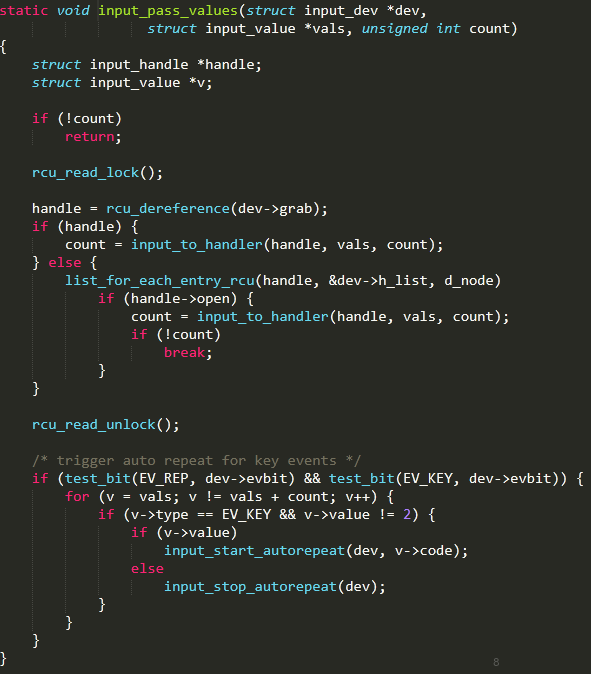 static void input_pass_values(struct input_dev *dev,
                  struct input_value *vals, unsigned int count)
{
    struct input_handle *handle;
    struct input_value *v;

    if (!count)
        return;

    rcu_read_lock();

    handle = rcu_dereference(dev->grab);
    if (handle) {
        count = input_to_handler(handle, vals, count);
    } else {
        list_for_each_entry_rcu(handle, &dev->h_list, d_node)
            if (handle->open) {
                count = input_to_handler(handle, vals, count);
                if (!count)
                    break;
            }
    }

    rcu_read_unlock();

    /* trigger auto repeat for key events */
    if (test_bit(EV_REP, dev->evbit) && test_bit(EV_KEY, dev->evbit)) {
        for (v = vals; v != vals + count; v++) {
            if (v->type == EV_KEY && v->value != 2) {
                if (v->value)
                    input_start_autorepeat(dev, v->code);
                else
                    input_stop_autorepeat(dev);
            }
        }
    }
}
8